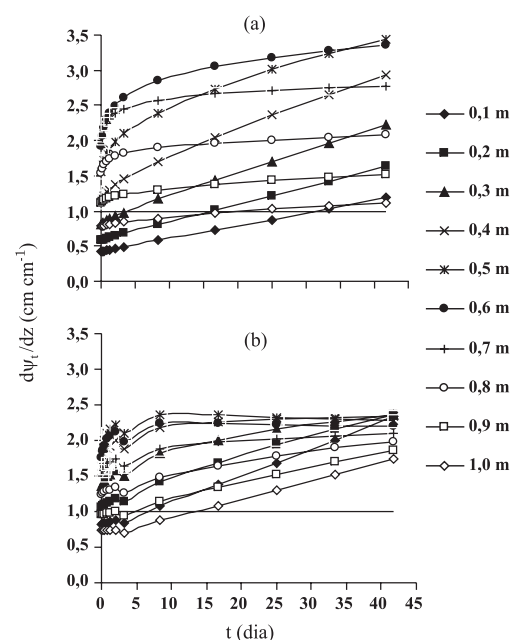 (a)
3,5
3,0
2,5
2,0
1,5
1,0
0,5
0,0
0,1 m
0,2 m
0,3 m
0,4 m
0,5 m
0,6 m
0,7 m
0,8 m
0,9 m
1,0 m
dψt/dz (cm cm⁻¹)
(b)
3,5
3,0
2,5
2,0
1,5
1,0
0,5
0,0
0 5 10 15 20 25 30 35 40 45
t (dia)